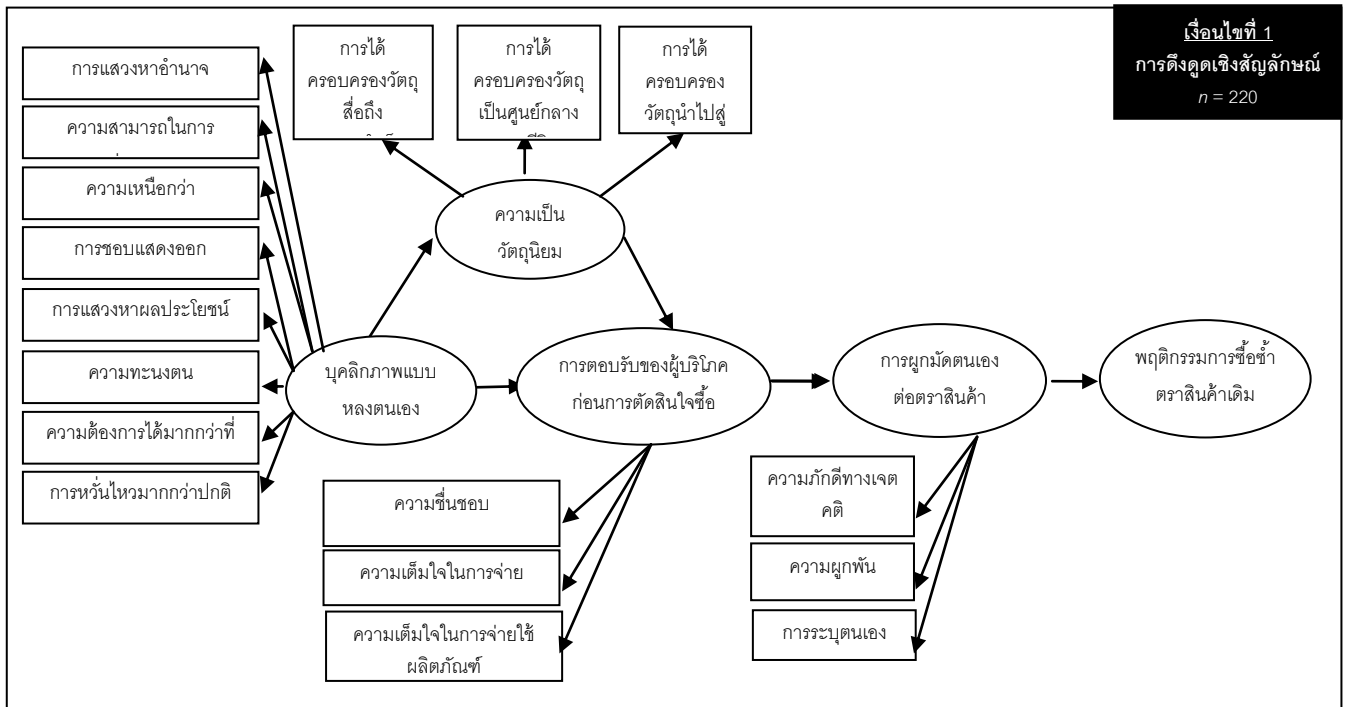 เงื่อนไขที่ 1
การดึงดูดเชิงสัญลักษณ์
n = 220
การได้
ครอบครองวัตถุ
สื่อถึง
การได้
ครอบครองวัตถุ
เป็นศูนย์กลาง
การได้
ครอบครอง
วัตถุนำไปสู่
การแสวงหาอำนาจ
ความสามารถในการ
ความเหนือกว่า
การชอบแสดงออก
การแสวงหาผลประโยชน์
ความทะนงตน
ความต้องการได้มากกว่าที่
การหวั่นไหวมากกว่าปกติ
ความเป็น
วัตถุนิยม
บุคลิกภาพแบบ
หลงตนเอง
การตอบรับของผู้บริโภค
ก่อนการตัดสินใจซื้อ
การผูกมัดตนเอง
ต่อตราสินค้า
พฤติกรรมการซื้อซ้ำ
ตราสินค้าเดิม
ความชื่นชอบ
ความเต็มใจในการจ่าย
ความเต็มใจในการจ่ายใช้
ผลิตภัณฑ์
ความภักดีทางเจต
คติ
ความผูกพัน
การระบุตนเอง